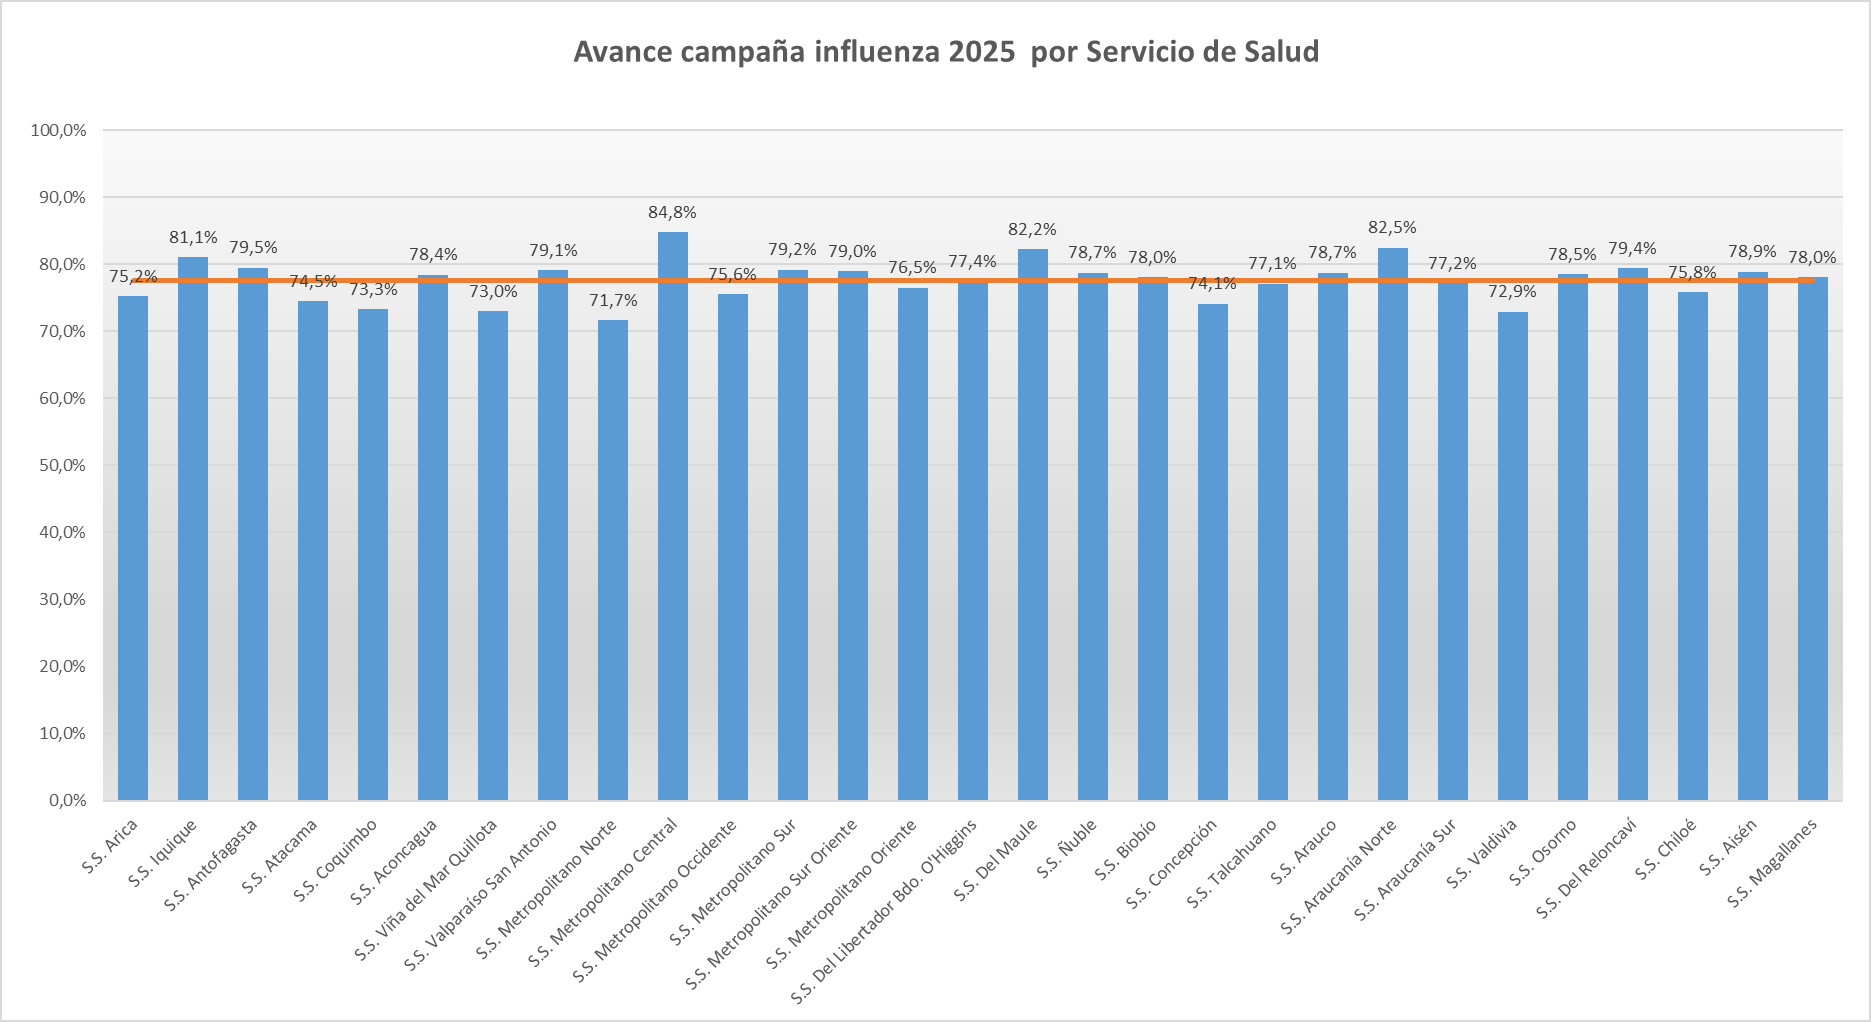 Avance campaña influenza 2025  por Servicio de Salud
100,0%
90,0%
80,0%
70,0%
60,0%
50,0%
40,0%
30,0%
20,0%
10,0%
0,0%
75,2%
81,1%
79,5%
74,5%
73,3%
78,4%
73,0%
79,1%
71,7%
84,8%
75,6%
79,2%
79,0%
76,5%
77,4%
82,2%
78,7%
78,0%
74,1%
77,1%
78,7%
82,5%
77,2%
72,9%
78,5%
79,4%
75,8%
78,9%
78,0%
S.S. Arica
S.S. Iquique
S.S. Antofagasta
S.S. Atacama
S.S. Coquimbo
S.S. Aconcagua
S.S. Viña del Mar Quillota
S.S. Valparaíso San Antonio
S.S. Metropolitano Norte
S.S. Metropolitano Central
S.S. Metropolitano Occidente
S.S. Metropolitano Sur
S.S. Metropolitano Sur Oriente
S.S. Metropolitano Oriente
S.S. Del Libertador Bdo. O'Higgins
S.S. Del Maule
S.S. Ñuble
S.S. Biobío
S.S. Concepción
S.S. Talcahuano
S.S. Arauco
S.S. Araucanía Norte
S.S. Araucanía Sur
S.S. Valdivia
S.S. Osorno
S.S. Del Reloncaví
S.S. Chiloé
S.S. Aisén
S.S. Magallanes